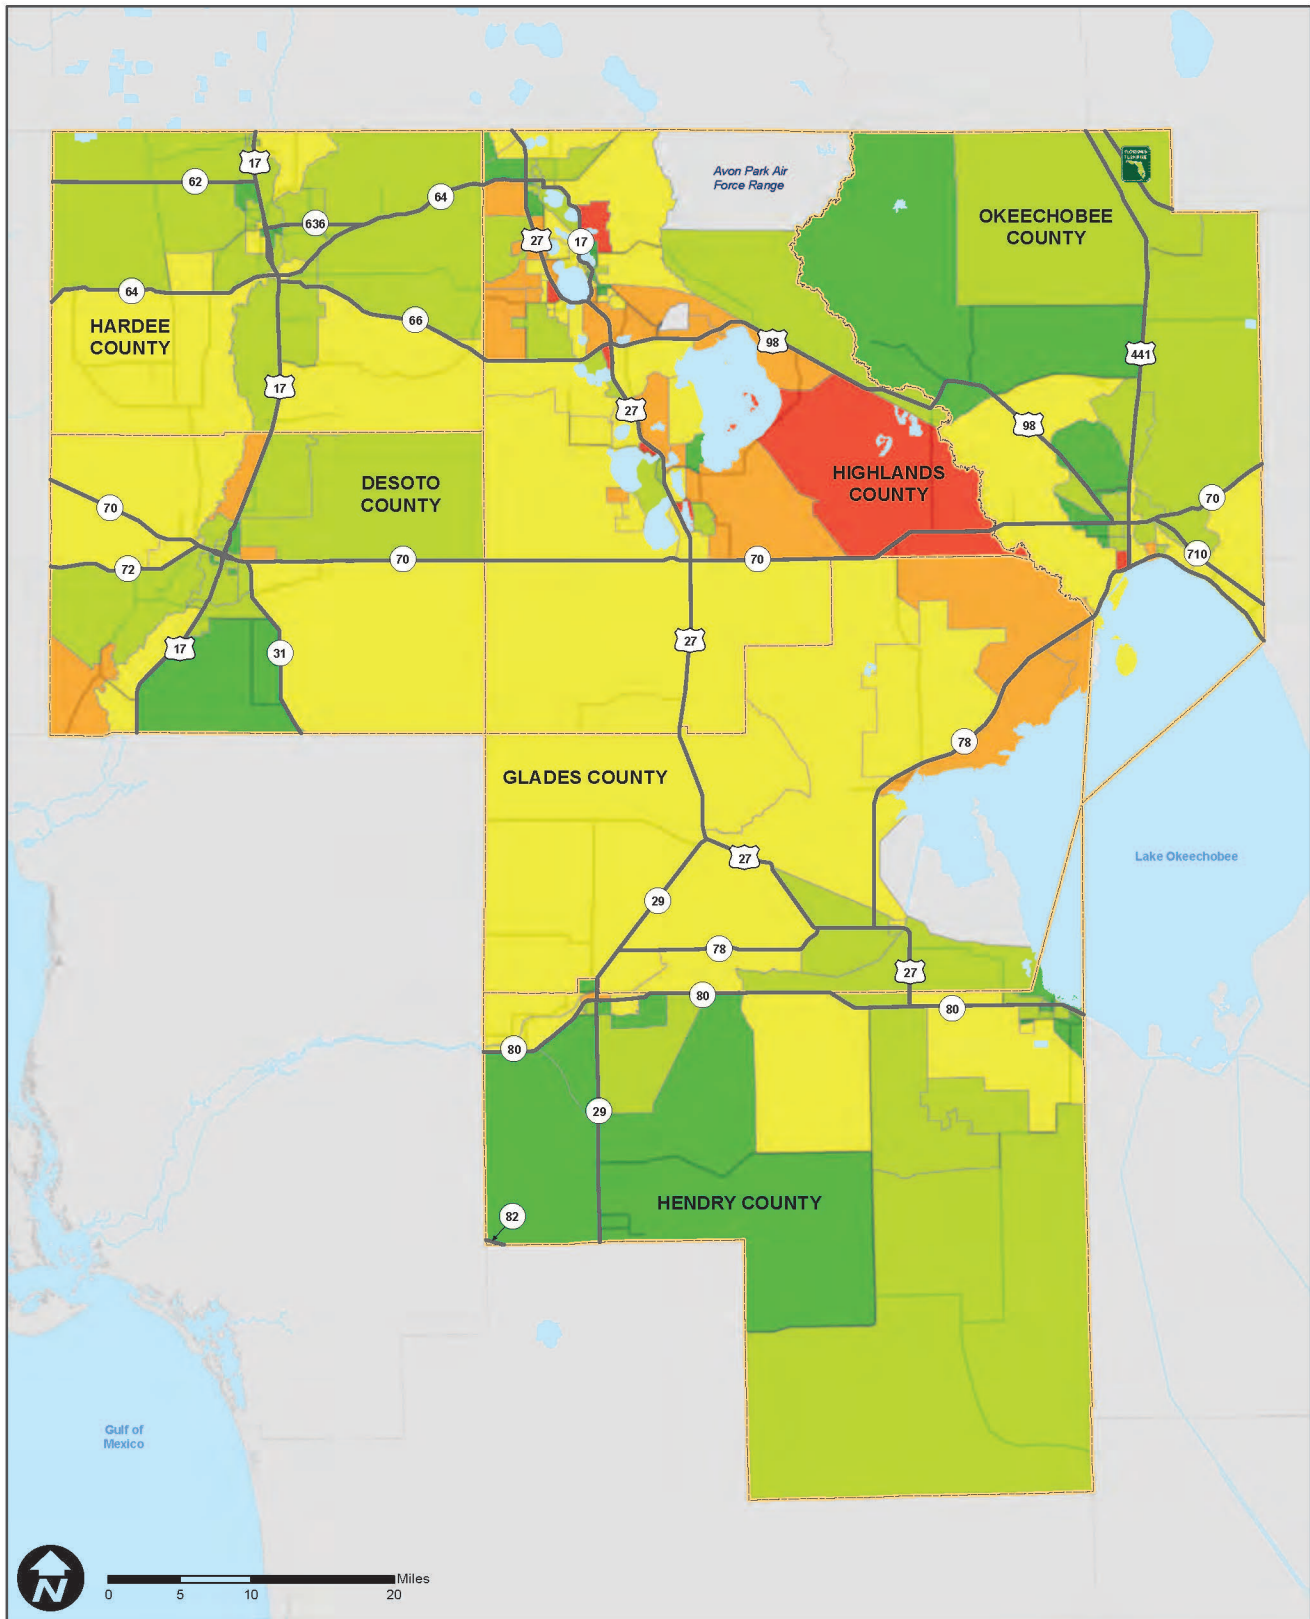 Avon Park Air
Force Range
FLORIDA'S
TURNPIKE
17
62
64
OKEECHOBEE
COUNTY
636
27
17
64
HARDEE
COUNTY
66
98
441
17
27
98
DESOTO
COUNTY
HIGHLANDS
COUNTY
70
70
70
70
710
72
17
31
27
78
GLADES COUNTY
27
Lake Okeechobee
29
78
27
80
80
80
29
HENDRY COUNTY
82
Gulf of
Mexico
N
Miles
0 5 10 20